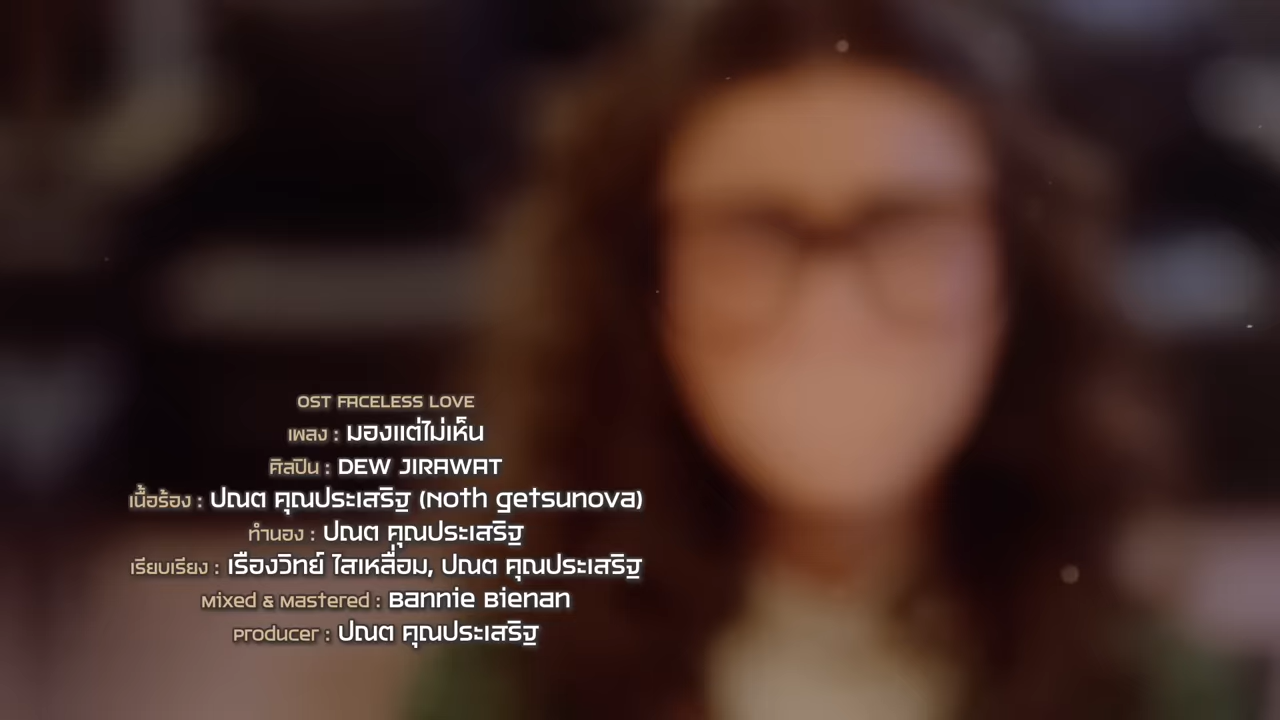 OST FACELESS LOVE
เพลง : มองแต่ไม่เห็น
ศิลปิน : DEW JIRAWAT
เนื้อร้อง : ปณต คุณประเสริฐ (Noth getsunova)
ทำนอง : ปณต คุณประเสริฐ
เรียบเรียง : เรืองวิทย์ ไสเหลื่อม, ปณต คุณประเสริฐ
Mixed & Mastered : Bannie Bienan
Producer : ปณต คุณประเสริฐ